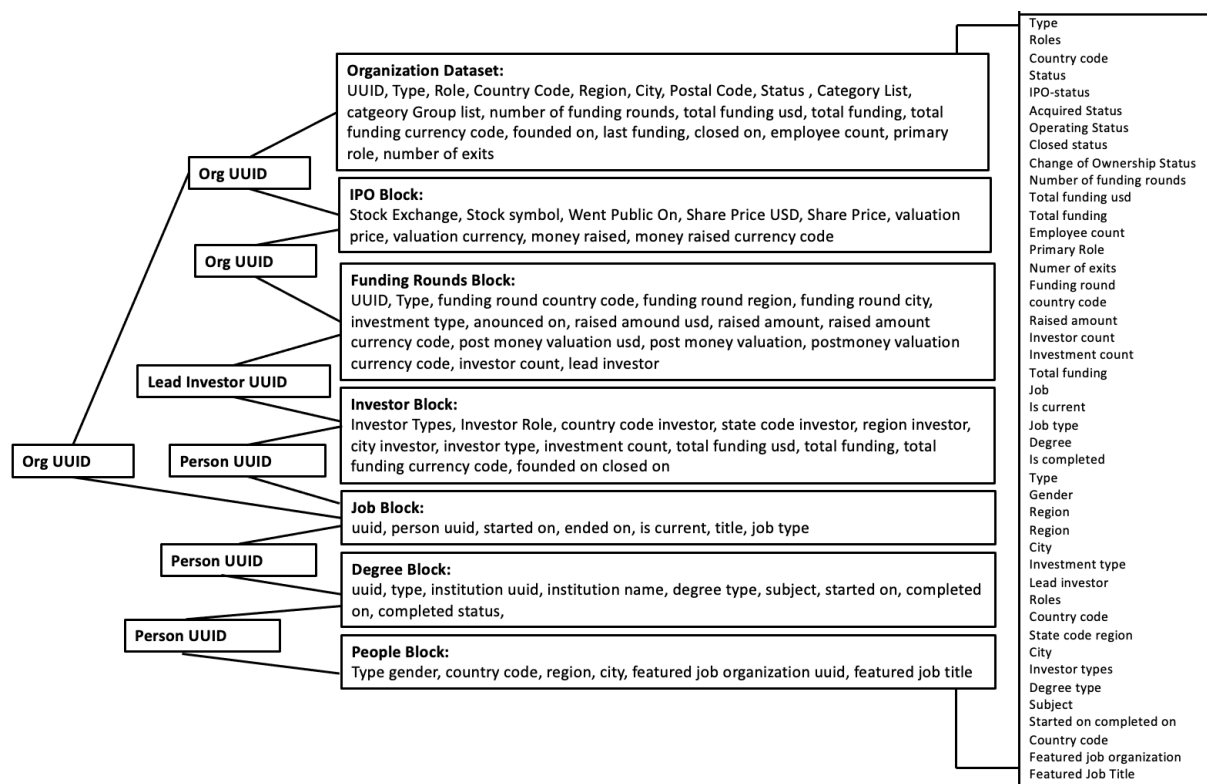 Organization Dataset:
UUID, Type, Role, Country Code, Region, City, Postal Code, Status , Category List,
catgeory Group list, number of funding rounds, total funding usd, total funding, total
funding currency code, founded on, last funding, closed on, employee count, primary
role, number of exits
Org UUID
IPO Block:
Stock Exchange, Stock symbol, Went Public On, Share Price USD, Share Price, valuation
price, valuation currency, money raised, money raised currency code
Org UUID
Funding Rounds Block:
UUID, Type, funding round country code, funding round region, funding round city,
investment type, anounced on, raised amound usd, raised amount, raised amount
currency code, post money valuation usd, post money valuation, postmoney valuation
currency code, investor count, lead investor
Lead Investor UUID
Investor Block:
Investor Types, Investor Role, country code investor, state code investor, region investor,
city investor, investor type, investment count, total funding usd, total funding, total
funding currency code, founded on closed on
Org UUID
Person UUID
Job Block:
uuid, person uuid, started on, ended on, is current, title, job type
Person UUID
Degree Block:
uuid, type, institution uuid, institution name, degree type, subject, started on, completed
on, completed status,
Person UUID
People Block:
Type gender, country code, region, city, featured job organization uuid, featured job title
Type
Roles
Country code
Status
IPO-status
Acquired Status
Operating Status
Closed status
Change of Ownership Status
Number of funding rounds
Total funding usd
Total funding
Employee count
Primary Role
Numer of exits
Funding round
country code
Raised amount
Investor count
Investment count
Total funding
Job
Is current
Job type
Degree
Is completed
Type
Gender
Region
Region
City
Investment type
Lead investor
Roles
Country code
State code region
City
Investor types
Degree type
Subject
Started on completed on
Country code
Featured job organization
Featured Job Title